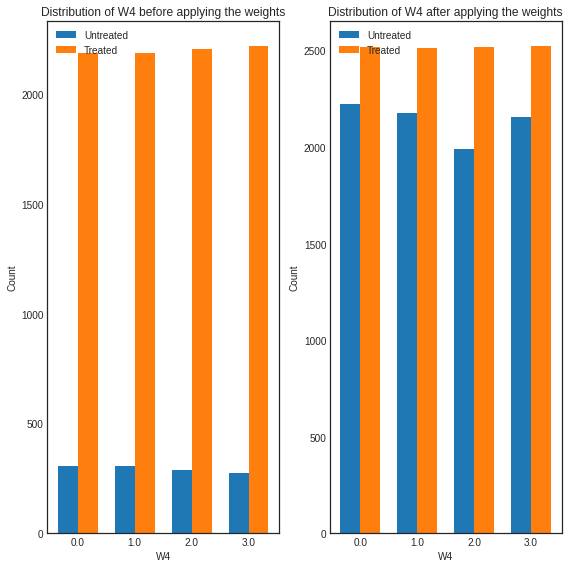 Distribution of W4 before applying the weights
Untreated
Treated
Count
2000
1500
1000
500
0
0.0 1.0 2.0 3.0
W4
Distribution of W4 after applying the weights
Untreated
Treated
Count
2500
2000
1500
1000
500
0
0.0 1.0 2.0 3.0
W4